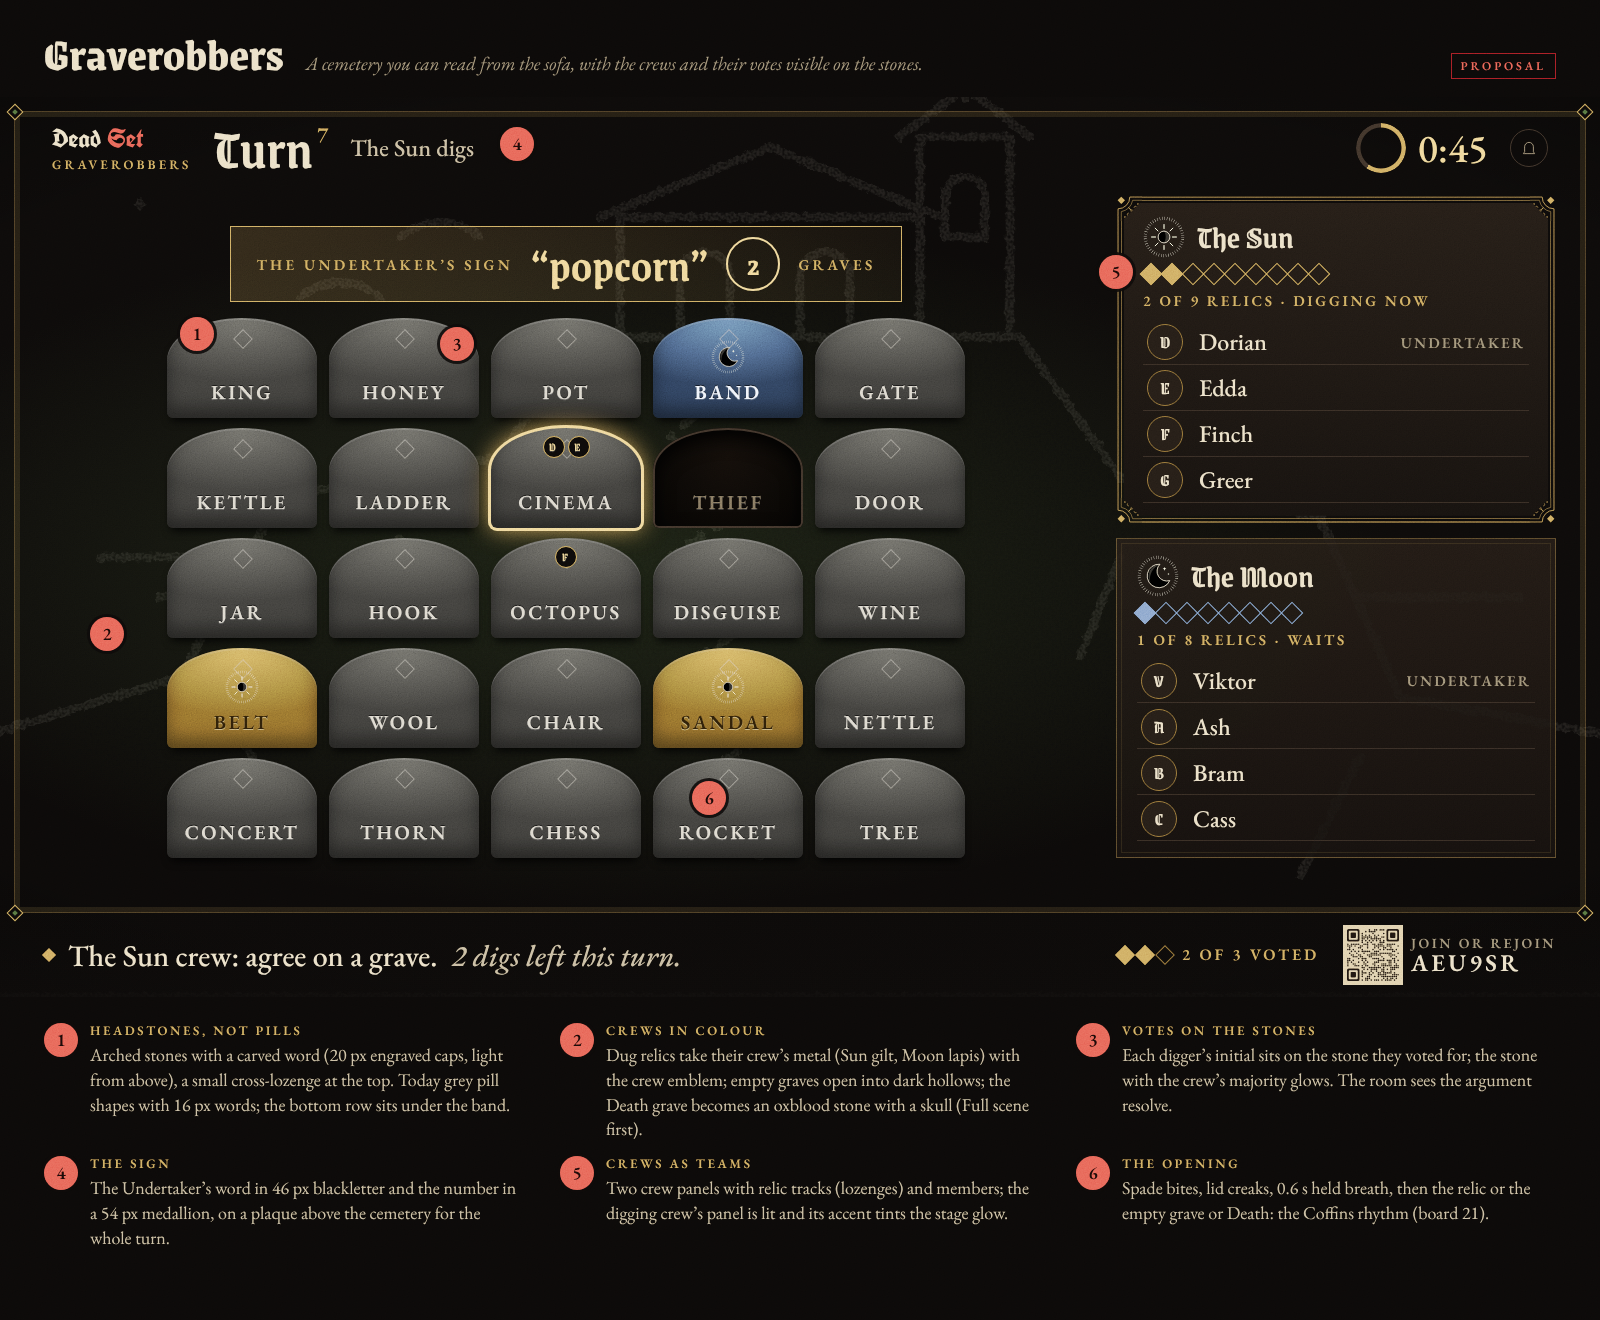 Graverobbers A cemetery you can read from the sofa, with the crews and their votes visible on the stones. PROPOSAL
Dead Set
GRAVEROBBERS
Turn 7 The Sun digs 4
0:45
THE UNDERTAKER’S SIGN “popcorn” 2 GRAVES
1 3
KING HONEY POT BAND GATE
D E
KETTLE LADDER CINEMA THIEF DOOR
F
JAR HOOK OCTOPUS DISGUISE WINE
2
BELT WOOL CHAIR SANDAL NETTLE
6
CONCERT THORN CHESS ROCKET TREE
The Sun
5
2 OF 9 RELICS · DIGGING NOW
D Dorian UNDERTAKER
E Edda
F Finch
G Greer
The Moon
1 OF 8 RELICS · WAITS
V Viktor UNDERTAKER
A Ash
B Bram
C Cass
The Sun crew: agree on a grave. 2 digs left this turn.
2 OF 3 VOTED
JOIN OR REJOIN
AEU9SR
1 HEADSTONES, NOT PILLS
Arched stones with a carved word (20 px engraved caps, light
from above), a small cross-lozenge at the top. Today grey pill
shapes with 16 px words; the bottom row sits under the band.
2 CREWS IN COLOUR
Dug relics take their crew’s metal (Sun gilt, Moon lapis) with
the crew emblem; empty graves open into dark hollows; the
Death grave becomes an oxblood stone with a skull (Full scene
first).
3 VOTES ON THE STONES
Each digger’s initial sits on the stone they voted for; the stone
with the crew’s majority glows. The room sees the argument
resolve.
4 THE SIGN
The Undertaker’s word in 46 px blackletter and the number in
a 54 px medallion, on a plaque above the cemetery for the
whole turn.
5 CREWS AS TEAMS
Two crew panels with relic tracks (lozenges) and members; the
digging crew’s panel is lit and its accent tints the stage glow.
6 THE OPENING
Spade bites, lid creaks, 0.6 s held breath, then the relic or the
empty grave or Death: the Coffins rhythm (board 21).